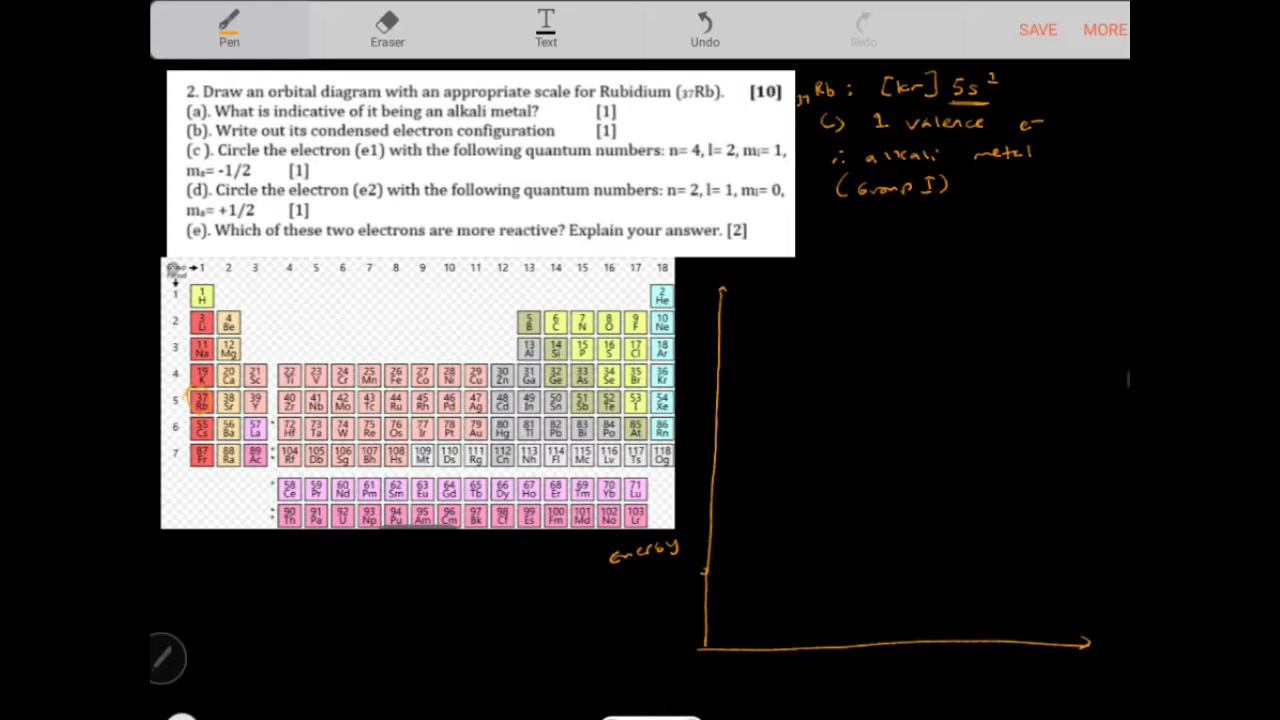 Pen
Eraser
Text
Undo
Redo
SAVE
MORE
2. Draw an orbital diagram with an appropriate scale for Rubidium (₃₇Rb). [10]
(a). What is indicative of it being an alkali metal? [1]
(b). Write out its condensed electron configuration [1]
(c ). Circle the electron (e1) with the following quantum numbers: n= 4, l= 2, mₗ= 1,
mₛ= -1/2 [1]
(d). Circle the electron (e2) with the following quantum numbers: n= 2, l= 1, mₗ= 0,
mₛ= +1/2 [1]
(e). Which of these two electrons are more reactive? Explain your answer. [2]
₃₇Rb : [kr] 5s¹
1 valence e-
∴ alkali metal
(Group I)
1 2 3 4 5 6 7 8 9 10 11 12 13 14 15 16 17 18
1 1 H 2 He
2 3 Li 4 Be 5 B 6 C 7 N 8 O 9 F 10 Ne
3 11 Na 12 Mg 13 Al 14 Si 15 P 16 S 17 Cl 18 Ar
4 19 K 20 Ca 21 Sc 22 Ti 23 V 24 Cr 25 Mn 26 Fe 27 Co 28 Ni 29 Cu 30 Zn 31 Ga 32 Ge 33 As 34 Se 35 Br 36 Kr
5 37 Rb 38 Sr 39 Y 40 Zr 41 Nb 42 Mo 43 Tc 44 Ru 45 Rh 46 Pd 47 Ag 48 Cd 49 In 50 Sn 51 Sb 52 Te 53 I 54 Xe
6 55 Cs 56 Ba 57 La * 72 Hf 73 Ta 74 W 75 Re 76 Os 77 Ir 78 Pt 79 Au 80 Hg 81 Tl 82 Pb 83 Bi 84 Po 85 At 86 Rn
7 87 Fr 88 Ra 89 Ac * * 104 Rf 105 Db 106 Sg 107 Bh 108 Hs 109 Mt 110 Ds 111 Rg 112 Cn 113 Nh 114 Fl 115 Mc 116 Lv 117 Ts 118 Og
* 58 Ce 59 Pr 60 Nd 61 Pm 62 Sm 63 Eu 64 Gd 65 Tb 66 Dy 67 Ho 68 Er 69 Tm 70 Yb 71 Lu
* * 90 Th 91 Pa 92 U 93 Np 94 Pu 95 Am 96 Cm 97 Bk 98 Cf 99 Es 100 Fm 101 Md 102 No 103 Lr
energy